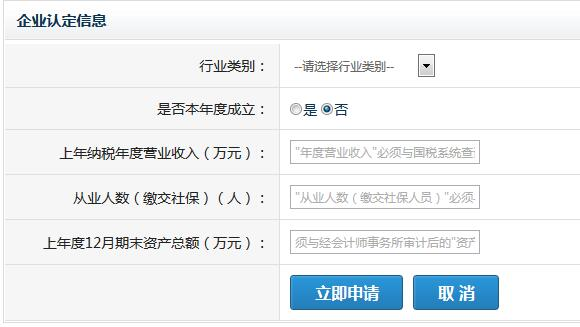 企业认定信息
行业类别： --请选择行业类别--
是否本年度成立： 是 否
上年纳税年度营业收入（万元）： "年度营业收入"必须与国税系统查
从业人数（缴交社保）（人）： "从业人数（缴交社保人员）"必须
上年度12月期末资产总额（万元）： 须与经会计师事务所审计后的"资产
立即申请 取 消